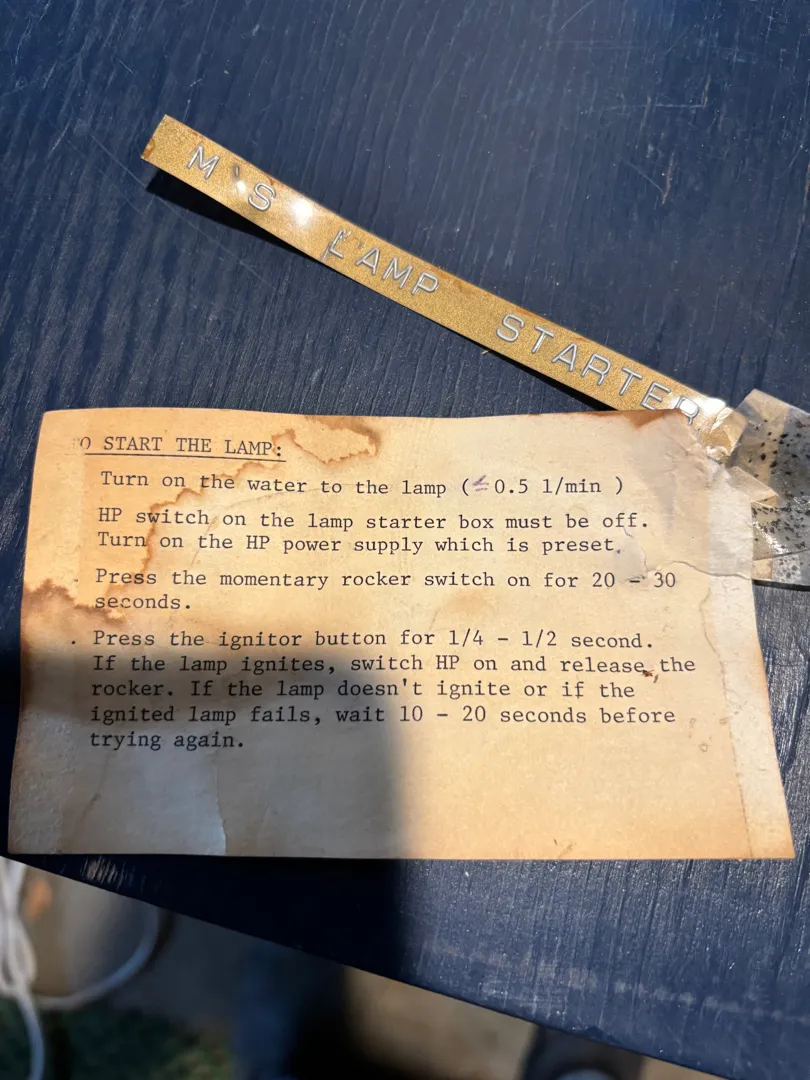 M'S LAMP STARTER
O START THE LAMP:
Turn on the water to the lamp (≤0.5 l/min )
HP switch on the lamp starter box must be off.
Turn on the HP power supply which is preset.
Press the momentary rocker switch on for 20 - 30
seconds.
. Press the ignitor button for 1/4 - 1/2 second.
If the lamp ignites, switch HP on and release the
rocker. If the lamp doesn't ignite or if the
ignited lamp fails, wait 10 - 20 seconds before
trying again.